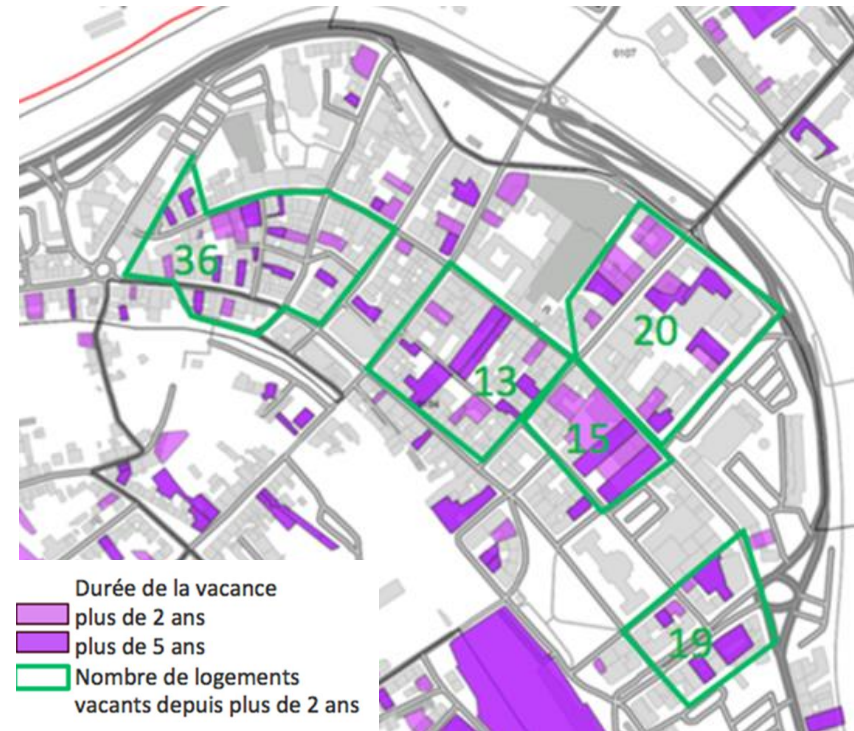 0107
36
20
13
15
19
Durée de la vacance
plus de 2 ans
plus de 5 ans
Nombre de logements
vacants depuis plus de 2 ans